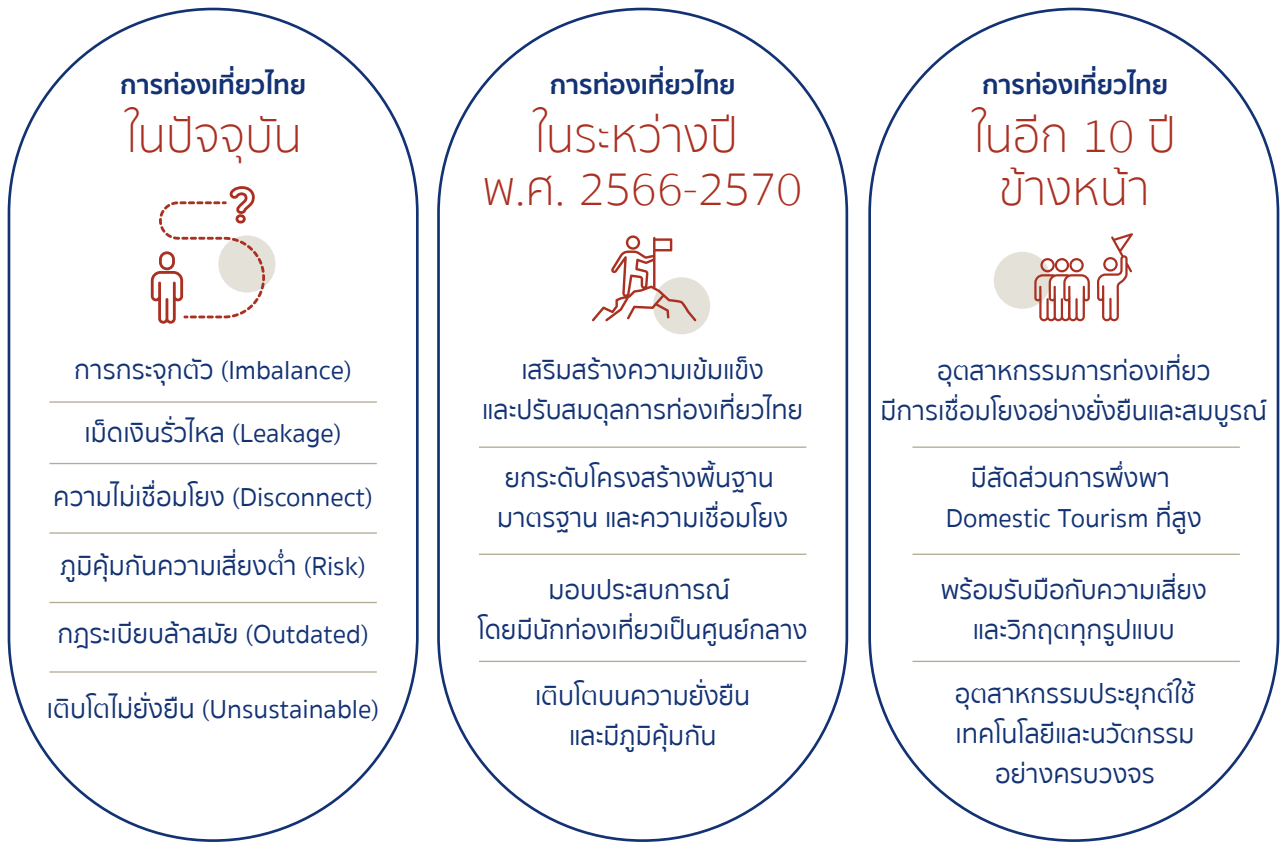 การท่องเที่ยวไทย
ในปัจจุบัน
?
การกระจุกตัว (Imbalance)
เม็ดเงินรั่วไหล (Leakage)
ความไม่เชื่อมโยง (Disconnect)
ภูมิคุ้มกันความเสี่ยงต่ำ (Risk)
กฎระเบียบล้าสมัย (Outdated)
เติบโตไม่ยั่งยืน (Unsustainable)
การท่องเที่ยวไทย
ในระหว่างปี
พ.ศ. 2566-2570
เสริมสร้างความเข้มแข็ง
และปรับสมดุลการท่องเที่ยวไทย
ยกระดับโครงสร้างพื้นฐาน
มาตรฐาน และความเชื่อมโยง
มอบประสบการณ์
โดยมีนักท่องเที่ยวเป็นศูนย์กลาง
เติบโตบนความยั่งยืน
และมีภูมิคุ้มกัน
การท่องเที่ยวไทย
ในอีก 10 ปี
ข้างหน้า
อุตสาหกรรมการท่องเที่ยว
มีการเชื่อมโยงอย่างยั่งยืนและสมบูรณ์
มีสัดส่วนการพึ่งพา
Domestic Tourism ที่สูง
พร้อมรับมือกับความเสี่ยง
และวิกฤตทุกรูปแบบ
อุตสาหกรรมประยุกต์ใช้
เทคโนโลยีและนวัตกรรม
อย่างครบวงจร